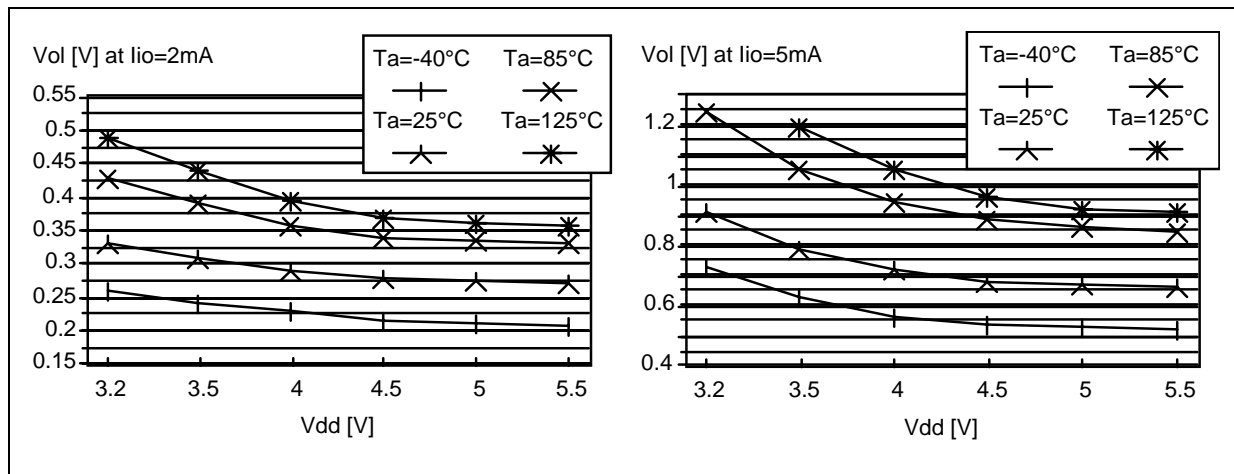 Vol [V] at Iio=2mA
Ta=-40°C Ta=85°C
Ta=25°C Ta=125°C
0.55
0.5
0.45
0.4
0.35
0.3
0.25
0.2
0.15
3.2 3.5 4 4.5 5 5.5
Vdd [V]
Vol [V] at Iio=5mA
Ta=-40°C Ta=85°C
Ta=25°C Ta=125°C
1.2
1
0.8
0.6
0.4
3.2 3.5 4 4.5 5 5.5
Vdd [V]